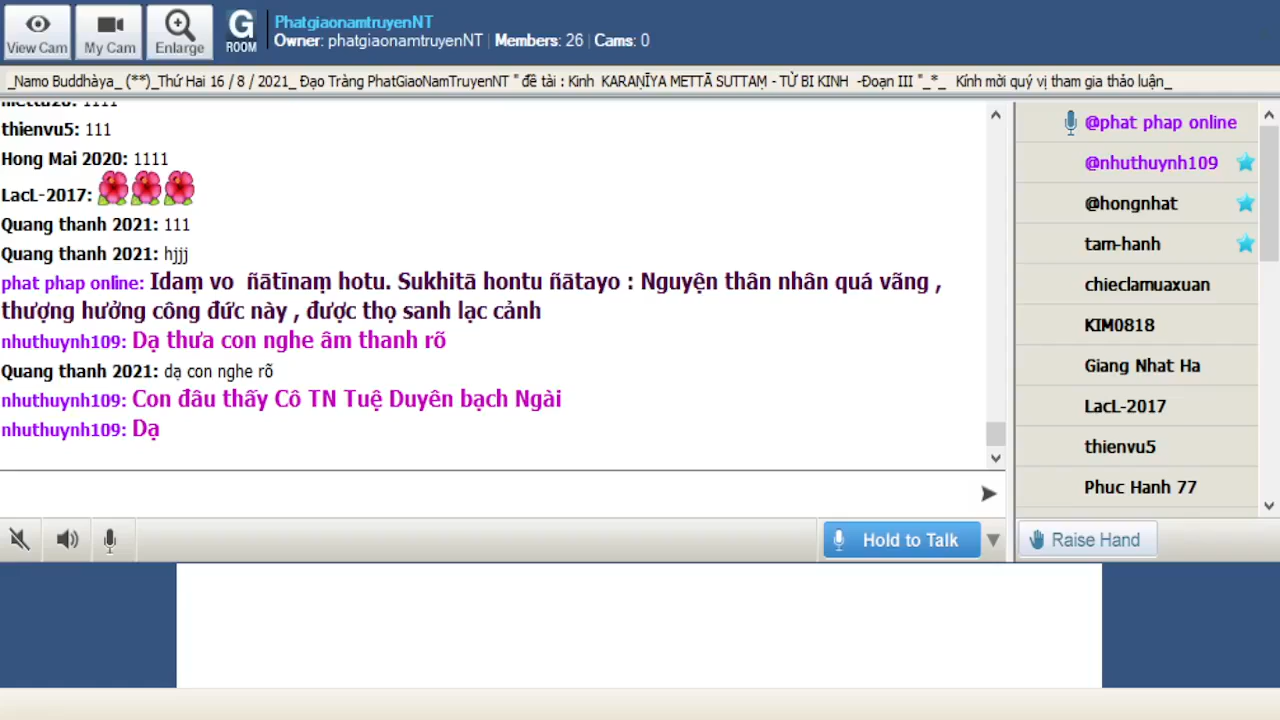 PhatgiaonamtruyenNT
Owner: phatgiaonamtruyenNT | Members: 26 | Cams: 0
View Cam
My Cam
Enlarge
G
ROOM
_Namo Buddhàya_ (**)_Thứ Hai 16 / 8 / 2021_ Đạo Tràng PhatGiaoNamTruyenNT " đề tài : Kinh KARAṆĪYA METTĀ SUTTAṂ - TỪ BI KINH -Đoạn III "_*_ Kính mời quý vị tham gia thảo luận_
thienvu5: 111
Hong Mai 2020: 1111
LacL-2017:
Quang thanh 2021: 111
Quang thanh 2021: hjjj
phat phap online: Idaṃ vo ñātīnaṃ hotu. Sukhitā hontu ñātayo : Nguyện thân nhân quá vãng ,
thượng hưởng công đức này , được thọ sanh lạc cảnh
nhuthuynh109: Dạ thưa con nghe âm thanh rõ
Quang thanh 2021: dạ con nghe rõ
nhuthuynh109: Con đâu thấy Cô TN Tuệ Duyên bạch Ngài
nhuthuynh109: Dạ
@phat phap online
@nhuthuynh109
@hongnhat
tam-hanh
chieclamuaxuan
KIM0818
Giang Nhat Ha
LacL-2017
thienvu5
Phuc Hanh 77
Hold to Talk
Raise Hand